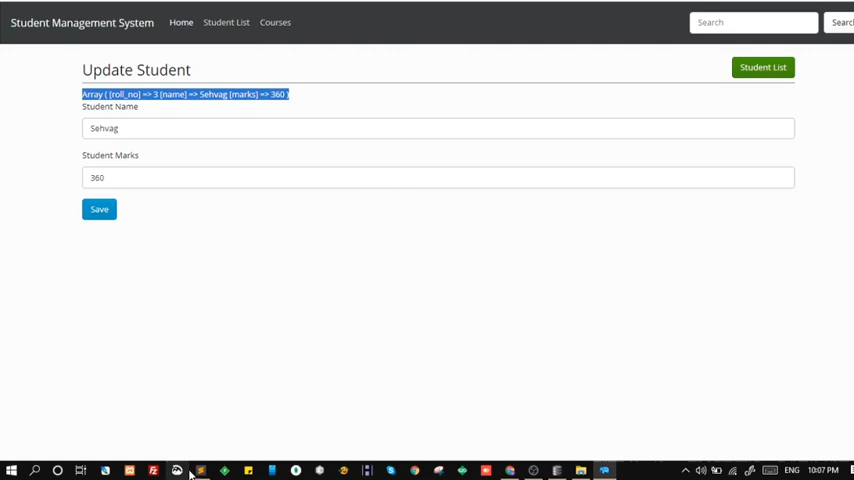 Student Management System Home Student List Courses Search Searc
Update Student Student List
Array ( [roll_no] => 3 [name] => Sehvag [marks] => 360 )
Student Name
Sehvag
Student Marks
360
Save
ENG 10:07 PM